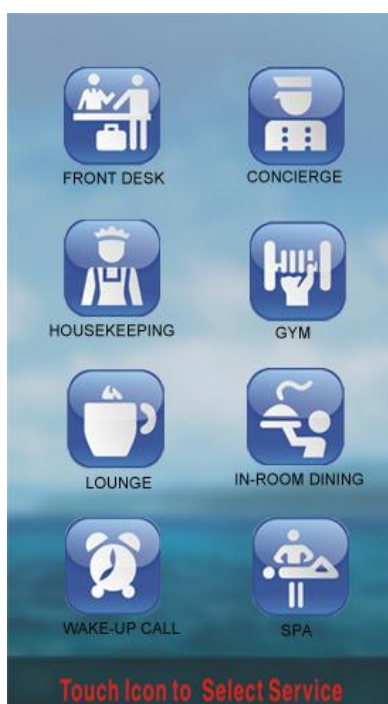 FRONT DESK
CONCIERGE
HOUSEKEEPING
GYM
LOUNGE
IN-ROOM DINING
WAKE-UP CALL
SPA
Touch Icon to Select Service